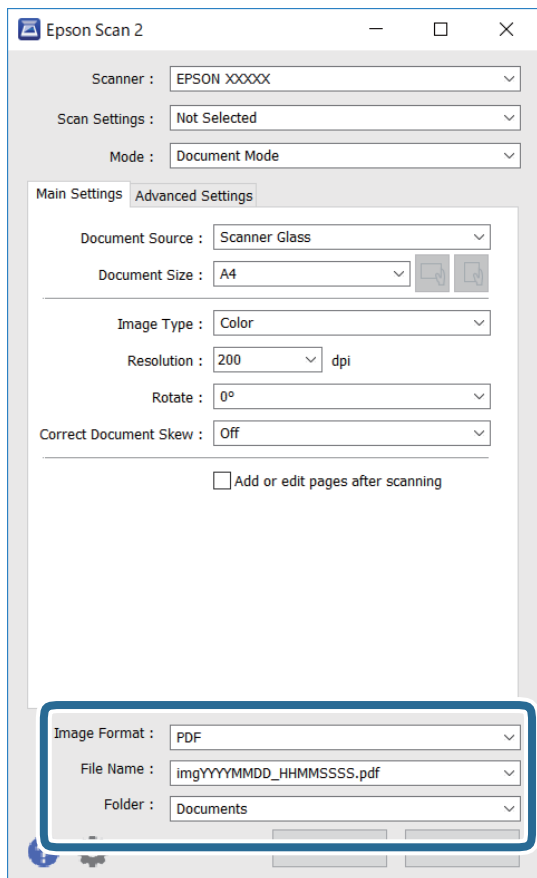 Epson Scan 2
Scanner : EPSON XXXXX
Scan Settings : Not Selected
Mode : Document Mode
Main Settings Advanced Settings
Document Source : Scanner Glass
Document Size : A4
Image Type : Color
Resolution : 200 dpi
Rotate : 0°
Correct Document Skew : Off
Add or edit pages after scanning
Image Format : PDF
File Name : imgYYYYMMDD_HHMMSSSS.pdf
Folder : Documents